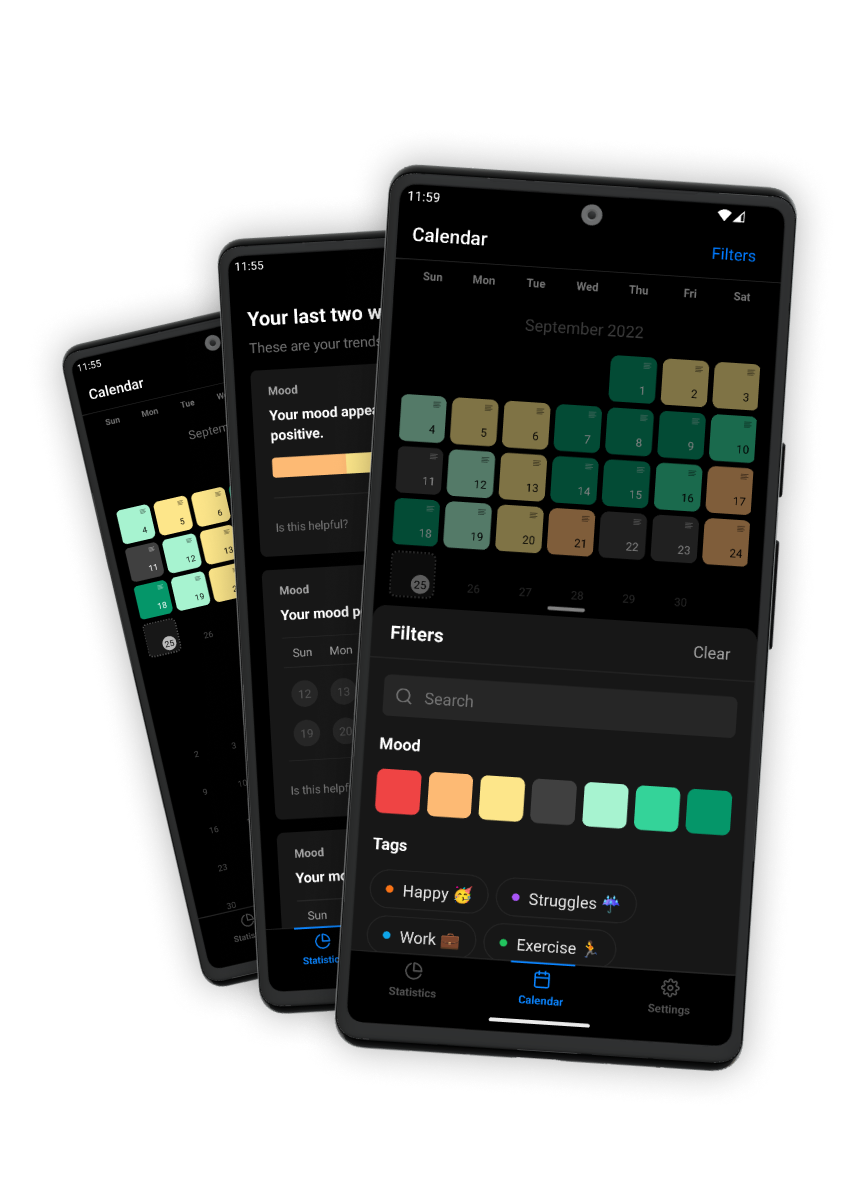 11:59
Calendar
Filters
Sun Mon Tue Wed Thu Fri Sat
September 2022
1 2 3
4 5 6 7 8 9 10
11 12 13 14 15 16 17
18 19 20 21 22 23 24
25 26 27 28 29 30
Filters
Clear
Search
Mood
Tags
Happy 🥳
Struggles ☔
Work 💼
Exercise 🏃
Statistics
Calendar
Settings
11:55
Your last two w
These are your trends
Mood
Your mood appea
positive.
Is this helpful?
Mood
Your mood p
Sun Mon
12 13
19 20
Is this helpf
Mood
Your mo
Sun
Statistic
11:55
Calendar
Sun Mon Tue W
Septem
4 5 6
11 12 13
18 19 2
25 26
2 3
9 10
16
23
30
Statis